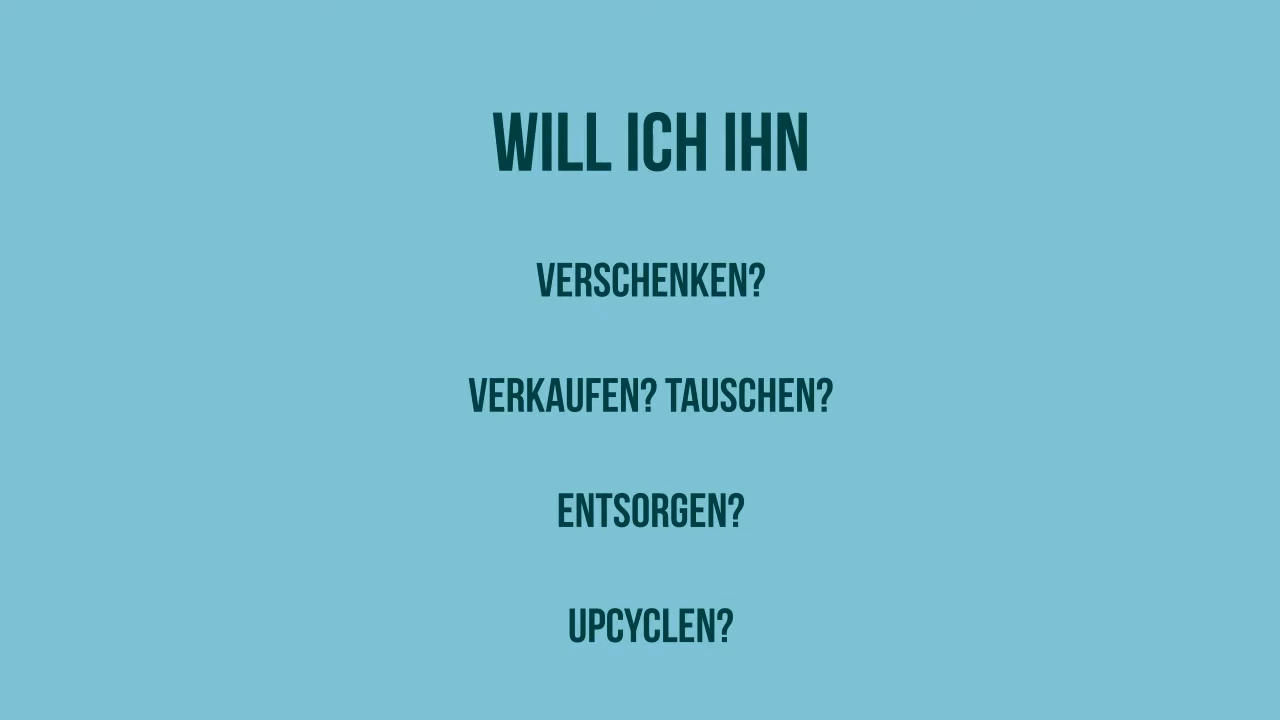 WILL ICH IHN
VERSCHENKEN?
VERKAUFEN? TAUSCHEN?
ENTSORGEN?
UPCYCLEN?